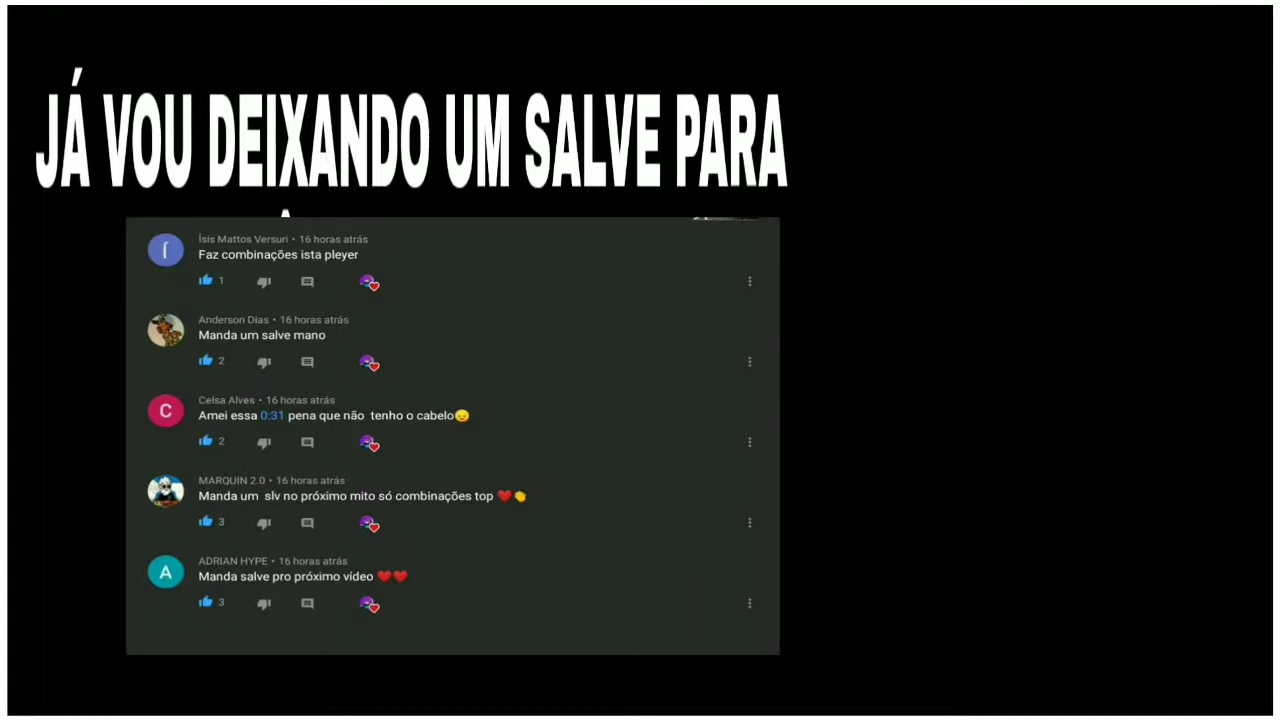 JÁ VOU DEIXANDO UM SALVE PARA
Ísis Mattos Versuri • 16 horas atrás
Faz combinações ista pleyer
1
Anderson Dias • 16 horas atrás
Manda um salve mano
2
Celsa Alves • 16 horas atrás
Amei essa 0:31 pena que não tenho o cabelo😞
2
MARQUIN 2.0 • 16 horas atrás
Manda um slv no próximo mito só combinações top ❤️👏
3
ADRIAN HYPE • 16 horas atrás
Manda salve pro próximo vídeo ❤️❤️
3